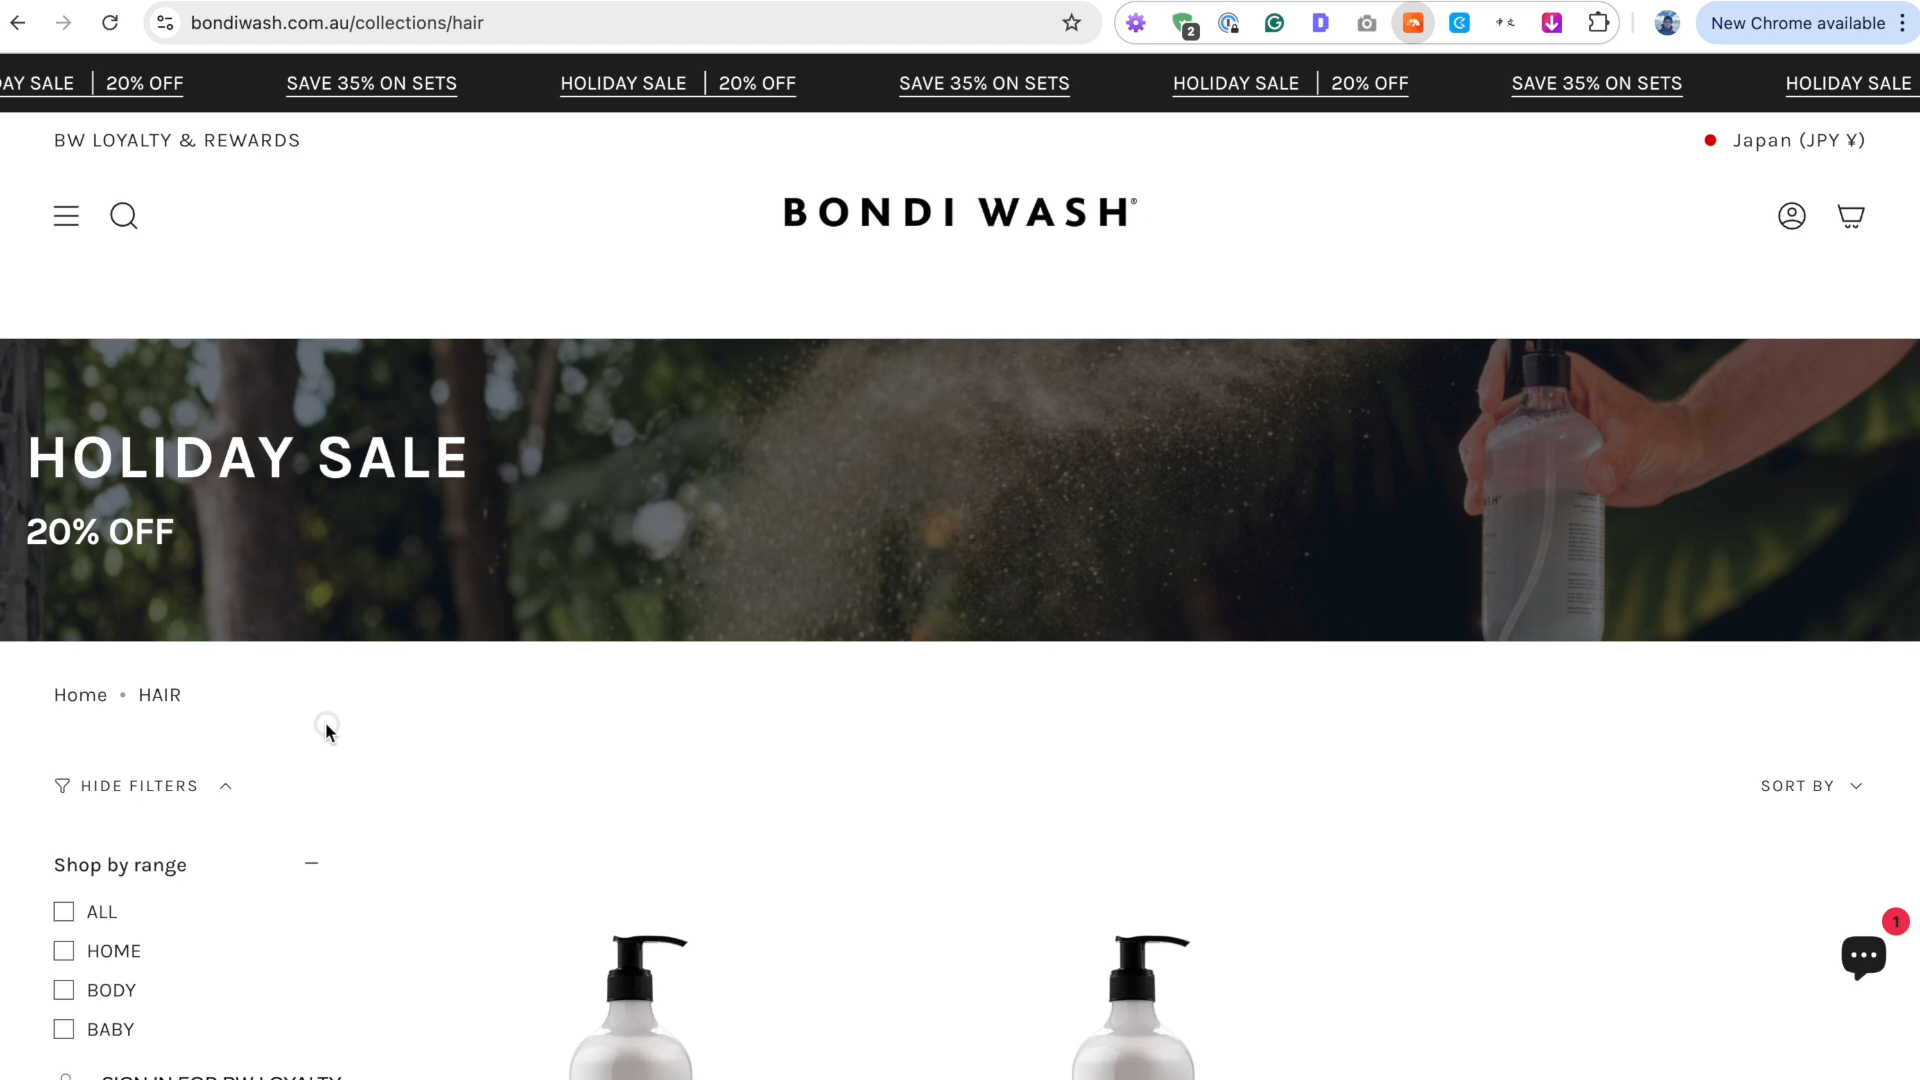 bondiwash.com.au/collections/hair
2
New Chrome available
AY SALE | 20% OFF SAVE 35% ON SETS HOLIDAY SALE | 20% OFF SAVE 35% ON SETS HOLIDAY SALE | 20% OFF SAVE 35% ON SETS HOLIDAY SALE
BW LOYALTY & REWARDS
Japan (JPY ¥)
BONDI WASH®
HOLIDAY SALE
20% OFF
Home • HAIR
HIDE FILTERS
SORT BY
Shop by range
ALL
HOME
BODY
BABY
1
SIGN IN FOR BW LOYALTY